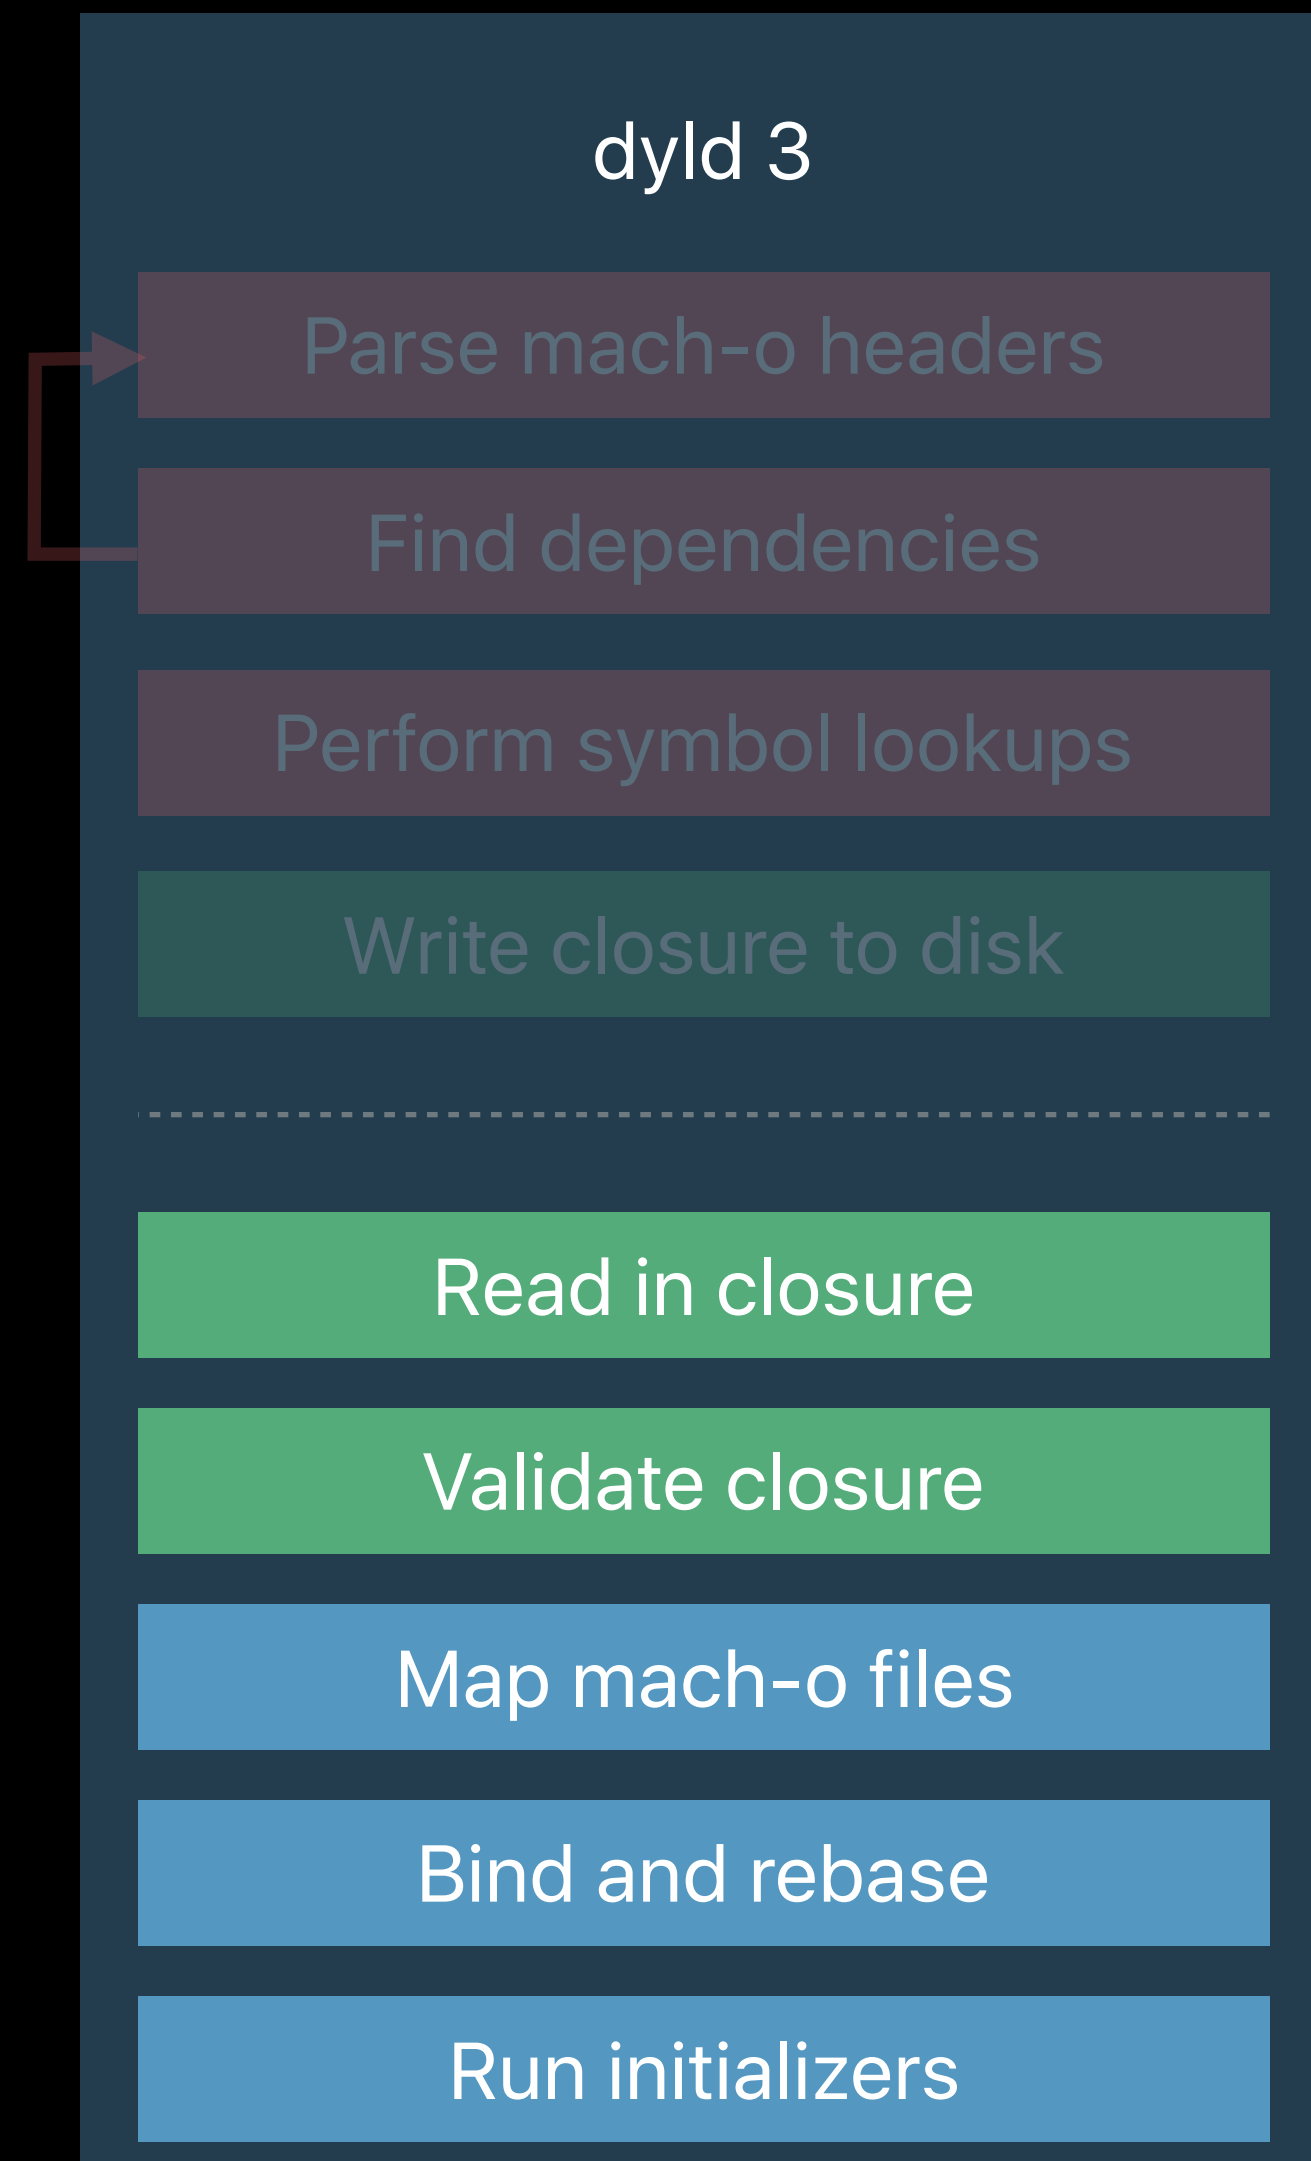 dyld 3
Parse mach-o headers
Find dependencies
Perform symbol lookups
Write closure to disk
Read in closure
Validate closure
Map mach-o files
Bind and rebase
Run initializers